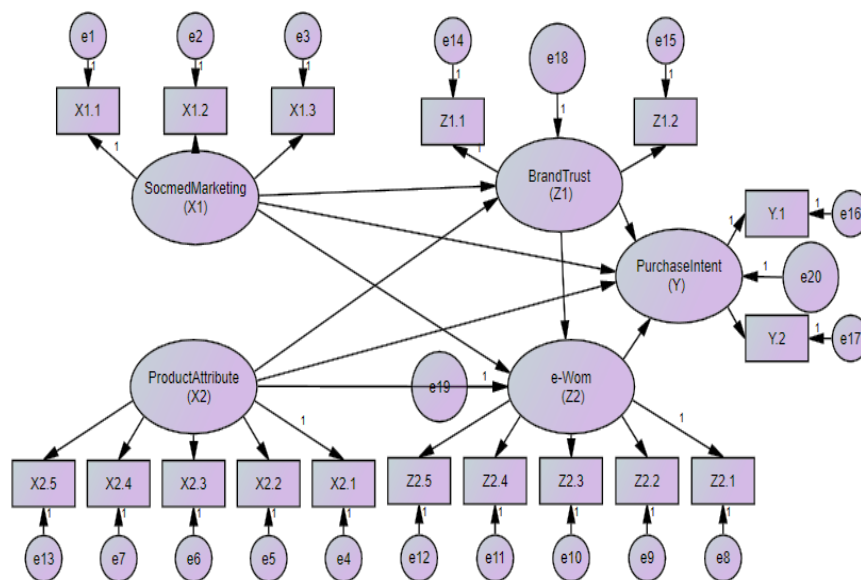 e1
e2
e3
e14
e18
e15
1
1
1
1
1
1
X1.1
X1.2
X1.3
Z1.1
Z1.2
1
1
SocmedMarketing
(X1)
BrandTrust
(Z1)
Y.1
1
1
e16
PurchaseIntent
(Y)
1
e20
Y.2
1
e17
ProductAttribute
(X2)
e19
1
e-Wom
(Z2)
1
1
X2.5
X2.4
X2.3
X2.2
X2.1
Z2.5
Z2.4
Z2.3
Z2.2
Z2.1
1
1
1
1
1
1
1
1
1
1
e13
e7
e6
e5
e4
e12
e11
e10
e9
e8